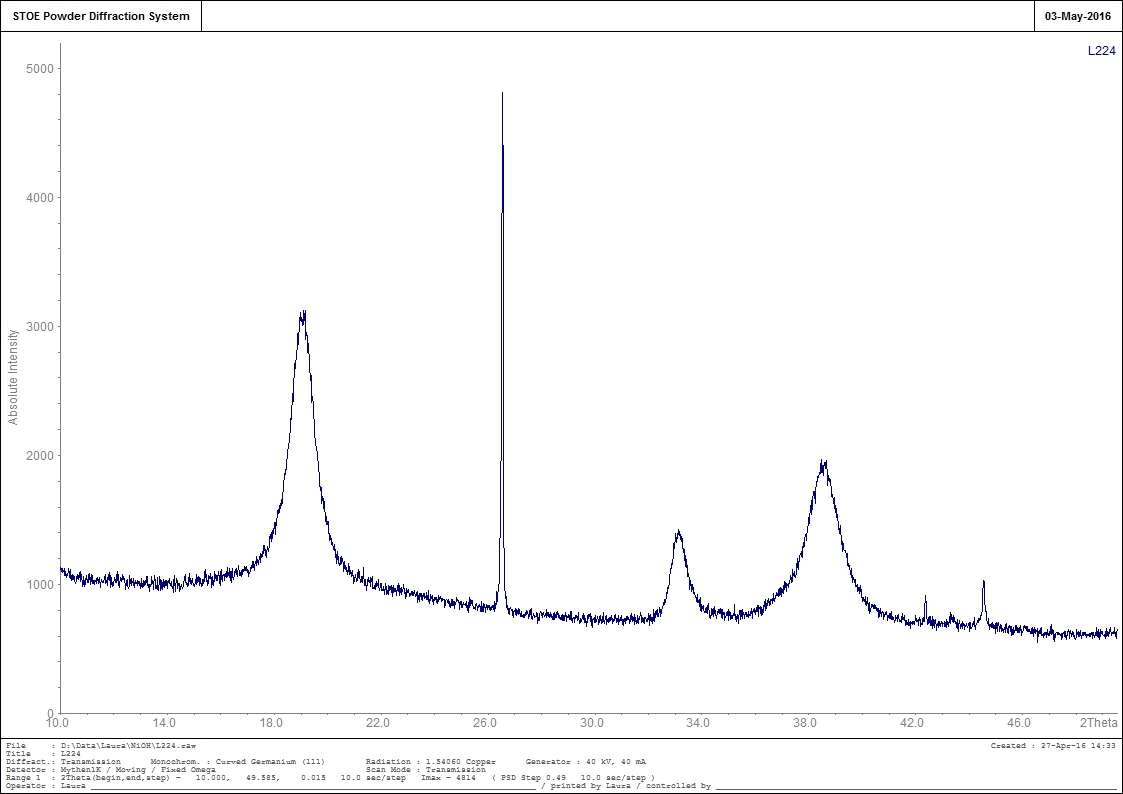 STOE Powder Diffraction System 03-May-2016
L224
5000
4000
3000
2000
1000
0
Absolute Intensity
10.0 14.0 18.0 22.0 26.0 30.0 34.0 38.0 42.0 46.0 2Theta
File : D:\Data\Laura\NiOH\L224.raw Created : 27-Apr-16 14:33
Title : L224
Diffract.: Transmission Monochrom. : Curved Germanium (111) Radiation : 1.54060 Copper Generator : 40 kV, 40 mA
Detector : Mythen1K / Moving / Fixed Omega Scan Mode : Transmission
Range 1 : 2Theta(begin,end,step) = 10.000, 49.585, 0.015 10.0 sec/step Imax = 4814 ( PSD Step 0.49 10.0 sec/step )
Operator : Laura / printed by Laura / controlled by